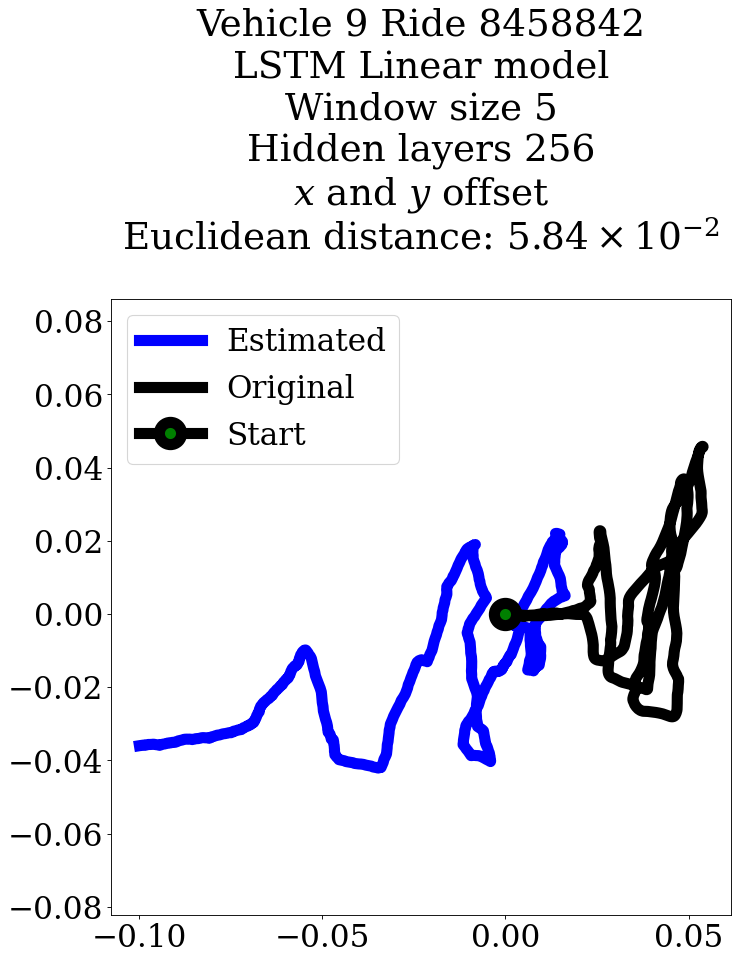 Vehicle 9 Ride 8458842
LSTM Linear model
Window size 5
Hidden layers 256
x and y offset
Euclidean distance: 5.84 × 10⁻²
Estimated
Original
Start
0.08
0.06
0.04
0.02
0.00
−0.02
−0.04
−0.06
−0.08
−0.10 −0.05 0.00 0.05